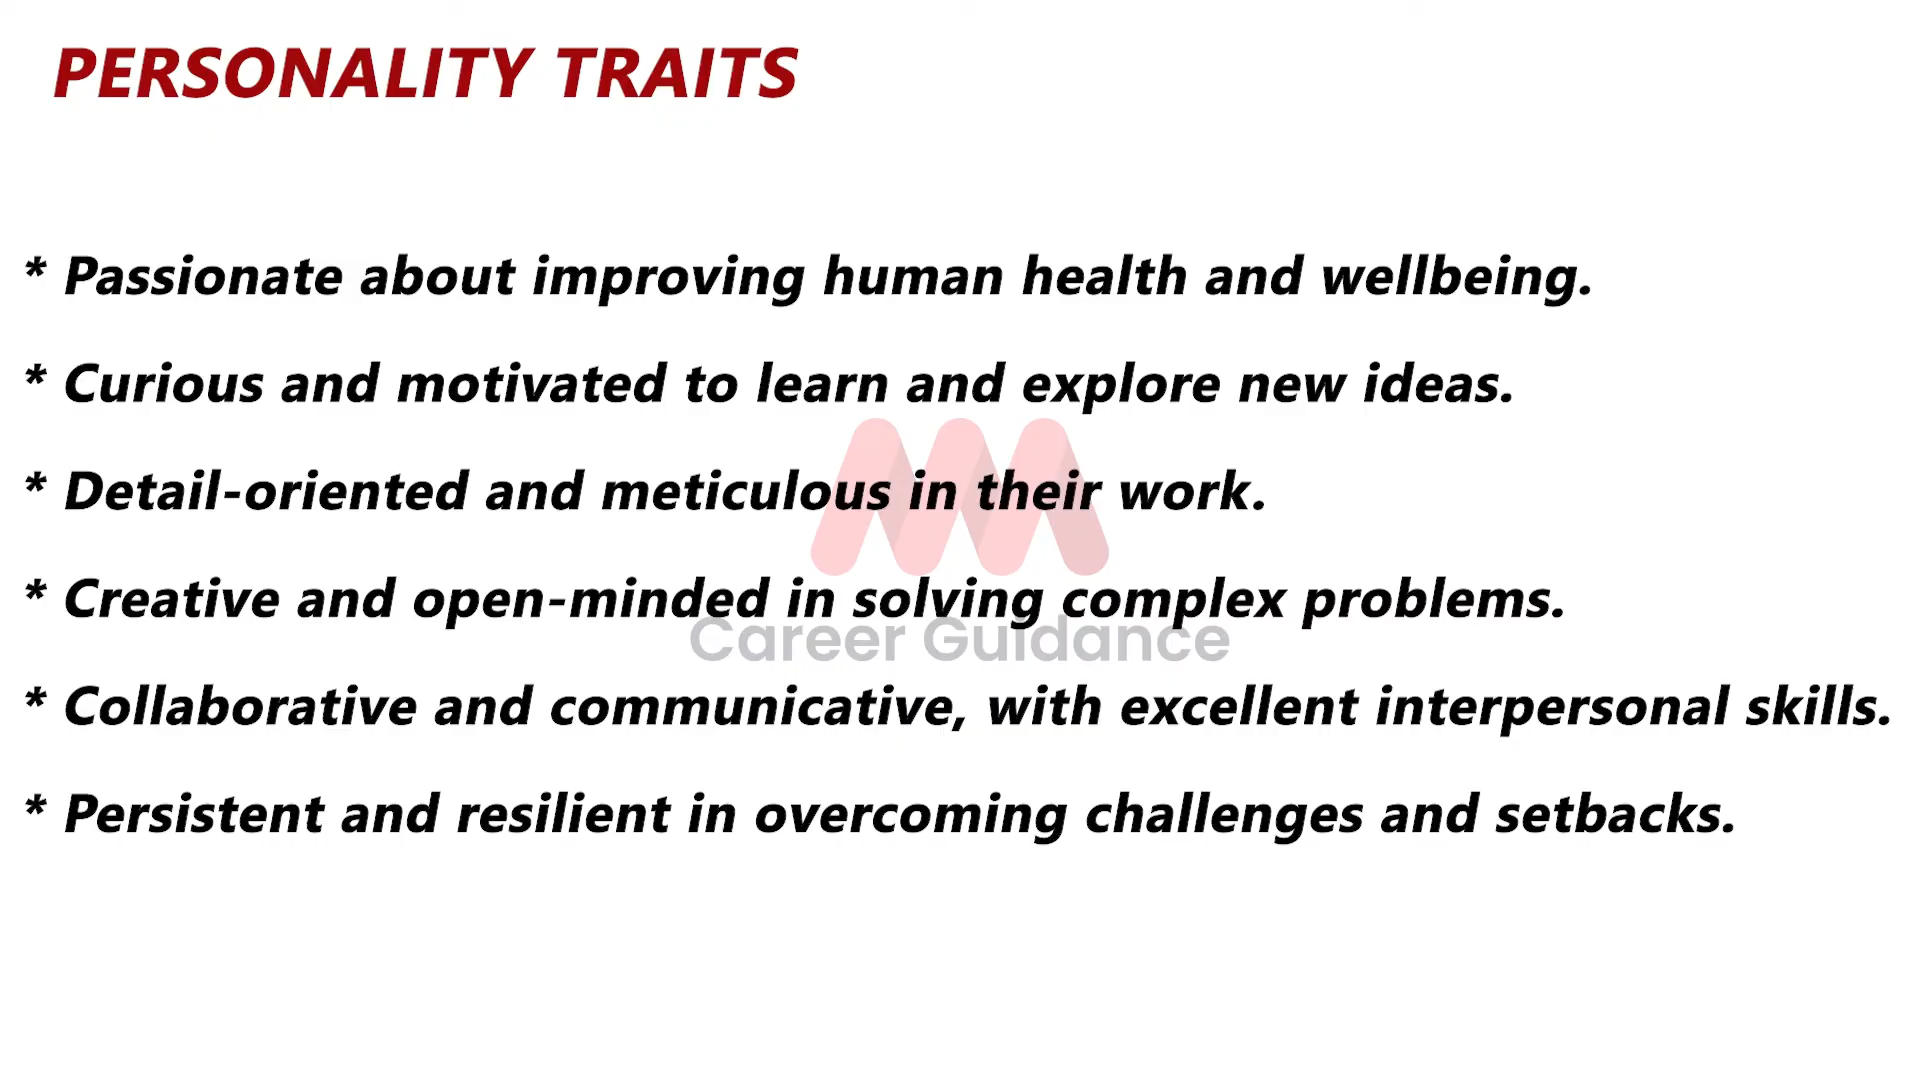 PERSONALITY TRAITS
* Passionate about improving human health and wellbeing.
* Curious and motivated to learn and explore new ideas.
* Detail-oriented and meticulous in their work.
* Creative and open-minded in solving complex problems.
Career Guidance
* Collaborative and communicative, with excellent interpersonal skills.
* Persistent and resilient in overcoming challenges and setbacks.